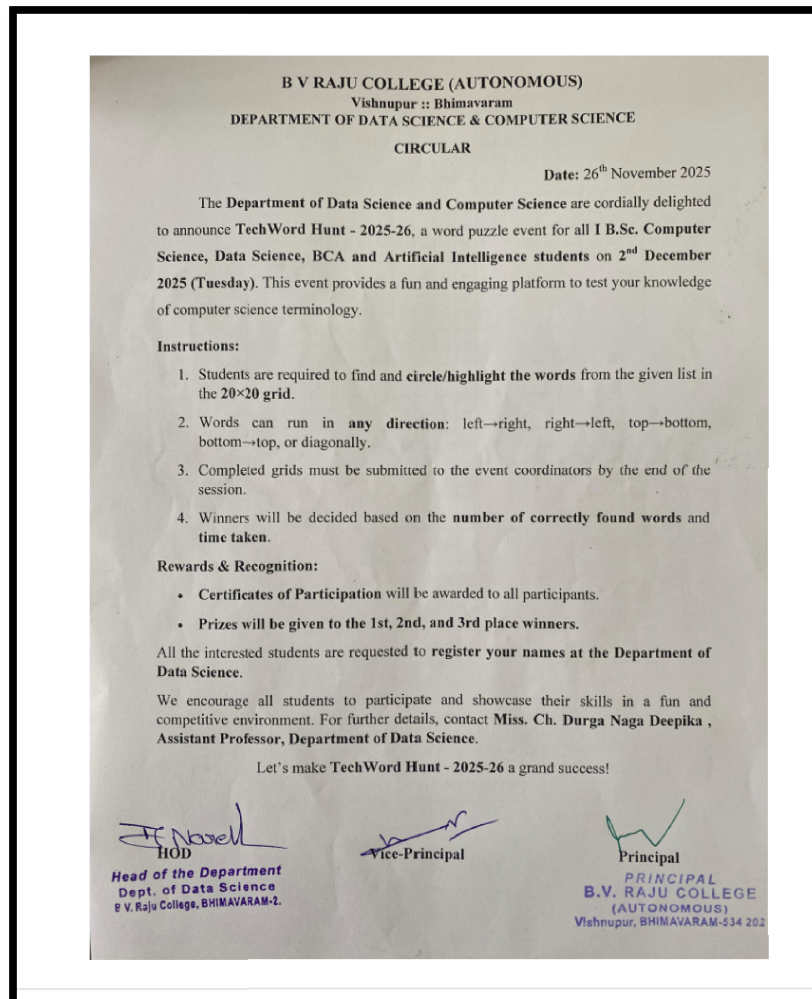 B V RAJU COLLEGE (AUTONOMOUS)
Vishnupur :: Bhimavaram
DEPARTMENT OF DATA SCIENCE & COMPUTER SCIENCE
CIRCULAR
Date: 26th November 2025
The Department of Data Science and Computer Science are cordially delighted
to announce TechWord Hunt - 2025-26, a word puzzle event for all I B.Sc. Computer
Science, Data Science, BCA and Artificial Intelligence students on 2nd December
2025 (Tuesday). This event provides a fun and engaging platform to test your knowledge
of computer science terminology.
Instructions:
1. Students are required to find and circle/highlight the words from the given list in
the 20×20 grid.
2. Words can run in any direction: left→right, right→left, top→bottom,
bottom→top, or diagonally.
3. Completed grids must be submitted to the event coordinators by the end of the
session.
4. Winners will be decided based on the number of correctly found words and
time taken.
Rewards & Recognition:
• Certificates of Participation will be awarded to all participants.
• Prizes will be given to the 1st, 2nd, and 3rd place winners.
All the interested students are requested to register your names at the Department of
Data Science.
We encourage all students to participate and showcase their skills in a fun and
competitive environment. For further details, contact Miss. Ch. Durga Naga Deepika ,
Assistant Professor, Department of Data Science.
Let's make TechWord Hunt - 2025-26 a grand success!
HOD
Vice-Principal
Principal
Head of the Department
Dept. of Data Science
B V. Raju College, BHIMAVARAM-2.
PRINCIPAL
B.V. RAJU COLLEGE
(AUTONOMOUS)
Vishnupur, BHIMAVARAM-534 202